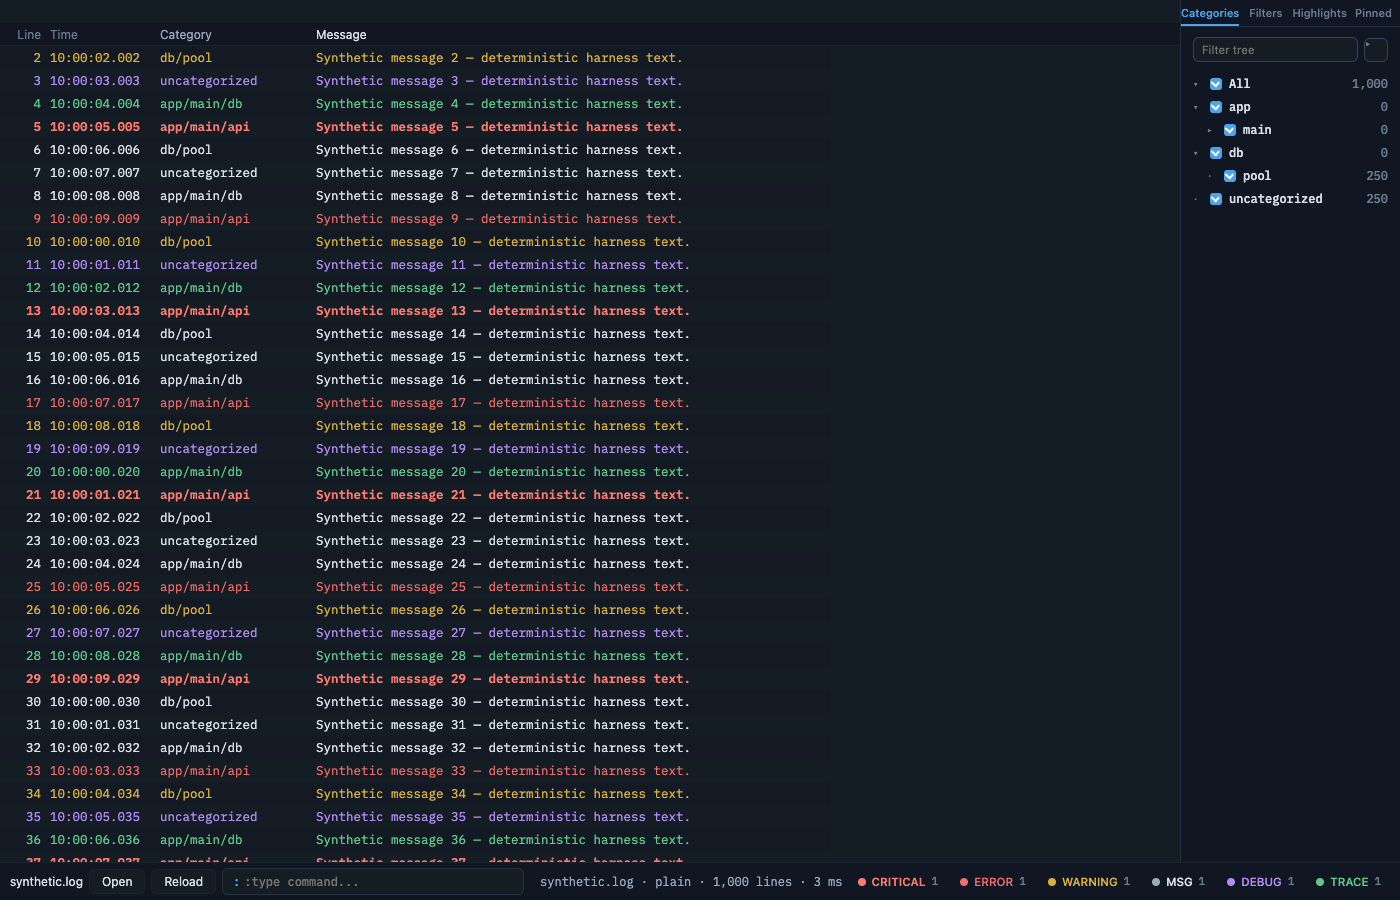 Line Time Category Message
2 10:00:02.002 db/pool Synthetic message 2 — deterministic harness text.
3 10:00:03.003 uncategorized Synthetic message 3 — deterministic harness text.
4 10:00:04.004 app/main/db Synthetic message 4 — deterministic harness text.
5 10:00:05.005 app/main/api Synthetic message 5 — deterministic harness text.
6 10:00:06.006 db/pool Synthetic message 6 — deterministic harness text.
7 10:00:07.007 uncategorized Synthetic message 7 — deterministic harness text.
8 10:00:08.008 app/main/db Synthetic message 8 — deterministic harness text.
9 10:00:09.009 app/main/api Synthetic message 9 — deterministic harness text.
10 10:00:00.010 db/pool Synthetic message 10 — deterministic harness text.
11 10:00:01.011 uncategorized Synthetic message 11 — deterministic harness text.
12 10:00:02.012 app/main/db Synthetic message 12 — deterministic harness text.
13 10:00:03.013 app/main/api Synthetic message 13 — deterministic harness text.
14 10:00:04.014 db/pool Synthetic message 14 — deterministic harness text.
15 10:00:05.015 uncategorized Synthetic message 15 — deterministic harness text.
16 10:00:06.016 app/main/db Synthetic message 16 — deterministic harness text.
17 10:00:07.017 app/main/api Synthetic message 17 — deterministic harness text.
18 10:00:08.018 db/pool Synthetic message 18 — deterministic harness text.
19 10:00:09.019 uncategorized Synthetic message 19 — deterministic harness text.
20 10:00:00.020 app/main/db Synthetic message 20 — deterministic harness text.
21 10:00:01.021 app/main/api Synthetic message 21 — deterministic harness text.
22 10:00:02.022 db/pool Synthetic message 22 — deterministic harness text.
23 10:00:03.023 uncategorized Synthetic message 23 — deterministic harness text.
24 10:00:04.024 app/main/db Synthetic message 24 — deterministic harness text.
25 10:00:05.025 app/main/api Synthetic message 25 — deterministic harness text.
26 10:00:06.026 db/pool Synthetic message 26 — deterministic harness text.
27 10:00:07.027 uncategorized Synthetic message 27 — deterministic harness text.
28 10:00:08.028 app/main/db Synthetic message 28 — deterministic harness text.
29 10:00:09.029 app/main/api Synthetic message 29 — deterministic harness text.
30 10:00:00.030 db/pool Synthetic message 30 — deterministic harness text.
31 10:00:01.031 uncategorized Synthetic message 31 — deterministic harness text.
32 10:00:02.032 app/main/db Synthetic message 32 — deterministic harness text.
33 10:00:03.033 app/main/api Synthetic message 33 — deterministic harness text.
34 10:00:04.034 db/pool Synthetic message 34 — deterministic harness text.
35 10:00:05.035 uncategorized Synthetic message 35 — deterministic harness text.
36 10:00:06.036 app/main/db Synthetic message 36 — deterministic harness text.
37 10:00:07.037 app/main/api Synthetic message 37 — deterministic harness text.
Categories Filters Highlights Pinned
Filter tree
All 1,000
app 0
main 0
db 0
pool 250
uncategorized 250
synthetic.log Open Reload : :type command... synthetic.log · plain · 1,000 lines · 3 ms CRITICAL 1 ERROR 1 WARNING 1 MSG 1 DEBUG 1 TRACE 1